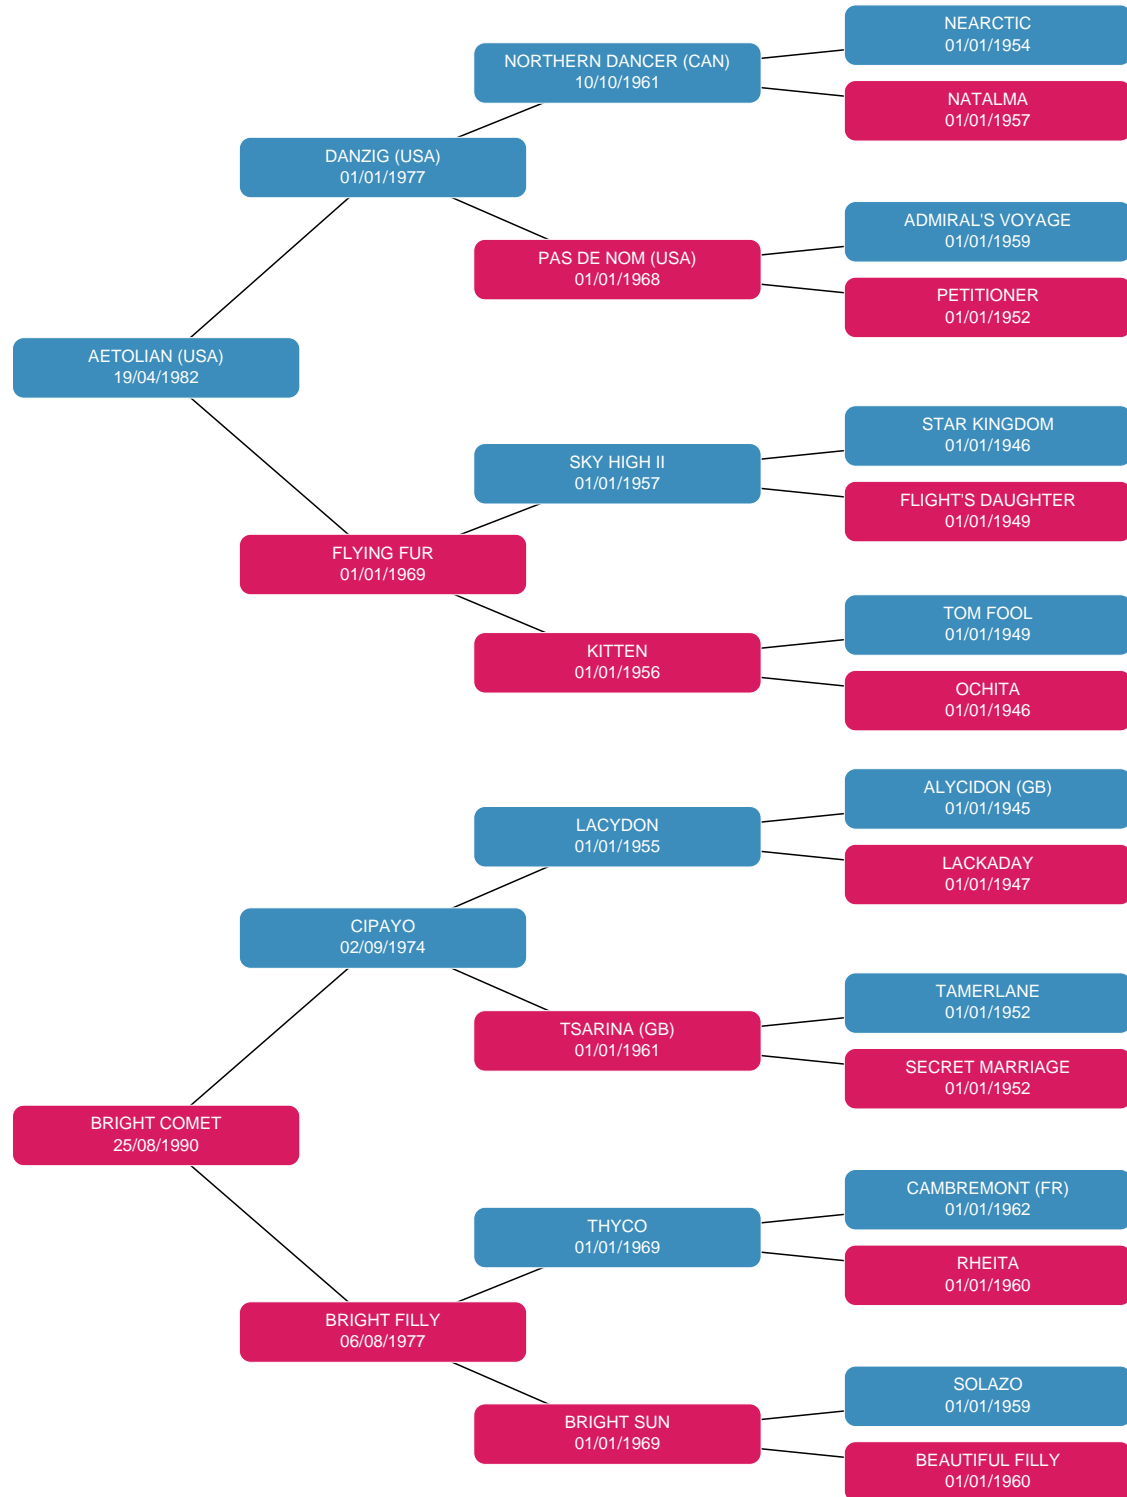 NEARCTIC
01/01/1954
NORTHERN DANCER (CAN)
10/10/1961
NATALMA
01/01/1957
DANZIG (USA)
01/01/1977
ADMIRAL'S VOYAGE
01/01/1959
PAS DE NOM (USA)
01/01/1968
PETITIONER
01/01/1952
AETOLIAN (USA)
19/04/1982
STAR KINGDOM
01/01/1946
SKY HIGH II
01/01/1957
FLIGHT'S DAUGHTER
01/01/1949
FLYING FUR
01/01/1969
TOM FOOL
01/01/1949
KITTEN
01/01/1956
OCHITA
01/01/1946
ALYCIDON (GB)
01/01/1945
LACYDON
01/01/1955
LACKADAY
01/01/1947
CIPAYO
02/09/1974
TAMERLANE
01/01/1952
TSARINA (GB)
01/01/1961
SECRET MARRIAGE
01/01/1952
BRIGHT COMET
25/08/1990
CAMBREMONT (FR)
01/01/1962
THYCO
01/01/1969
RHEITA
01/01/1960
BRIGHT FILLY
06/08/1977
SOLAZO
01/01/1959
BRIGHT SUN
01/01/1969
BEAUTIFUL FILLY
01/01/1960